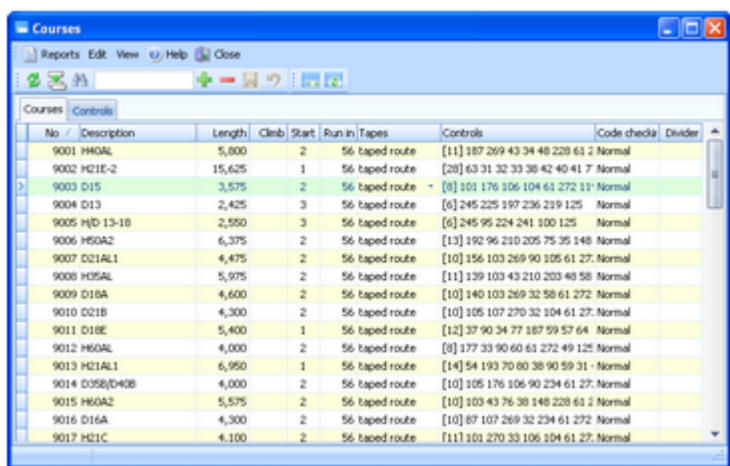 Courses
Reports Edit View Help Close
Courses Controls
No / Description Length Climb Start Run in Tapes Controls Code checkin Divider
9001 H40AL 5,800 2 56 taped route [11] 187 269 43 34 48 228 61 2 Normal
9002 H21E-2 15,625 1 56 taped route [28] 63 31 32 33 38 42 40 41 7 Normal
9003 D15 3,575 2 56 taped route [8] 101 176 106 104 61 272 11 Normal
9004 D13 2,425 3 56 taped route [6] 245 225 197 236 219 125 Normal
9005 H/D 13-18 2,550 3 56 taped route [6] 245 95 224 241 100 125 Normal
9006 H50A2 6,375 2 56 taped route [13] 192 96 210 205 75 35 148 Normal
9007 D21AL1 4,475 2 56 taped route [10] 156 103 269 90 105 61 27 Normal
9008 H35AL 5,975 2 56 taped route [11] 139 103 43 210 203 48 58 Normal
9009 D18A 4,600 2 56 taped route [10] 140 103 269 32 58 61 272 Normal
9010 D21B 4,300 2 56 taped route [10] 105 107 270 32 104 61 27 Normal
9011 D18E 5,400 1 56 taped route [12] 37 90 34 77 187 59 57 64 Normal
9012 H60AL 4,000 2 56 taped route [8] 177 33 90 60 61 272 49 125 Normal
9013 H21AL1 6,950 1 56 taped route [14] 54 193 70 80 38 90 59 31 Normal
9014 D35B/D40B 4,000 2 56 taped route [10] 105 176 106 90 234 61 27 Normal
9015 H60A2 5,575 2 56 taped route [10] 103 43 76 38 148 228 61 2 Normal
9016 D16A 4,300 2 56 taped route [10] 87 107 269 32 234 61 272 Normal
9017 H21C 4,100 2 56 taped route [11] 101 270 33 106 104 61 27 Normal